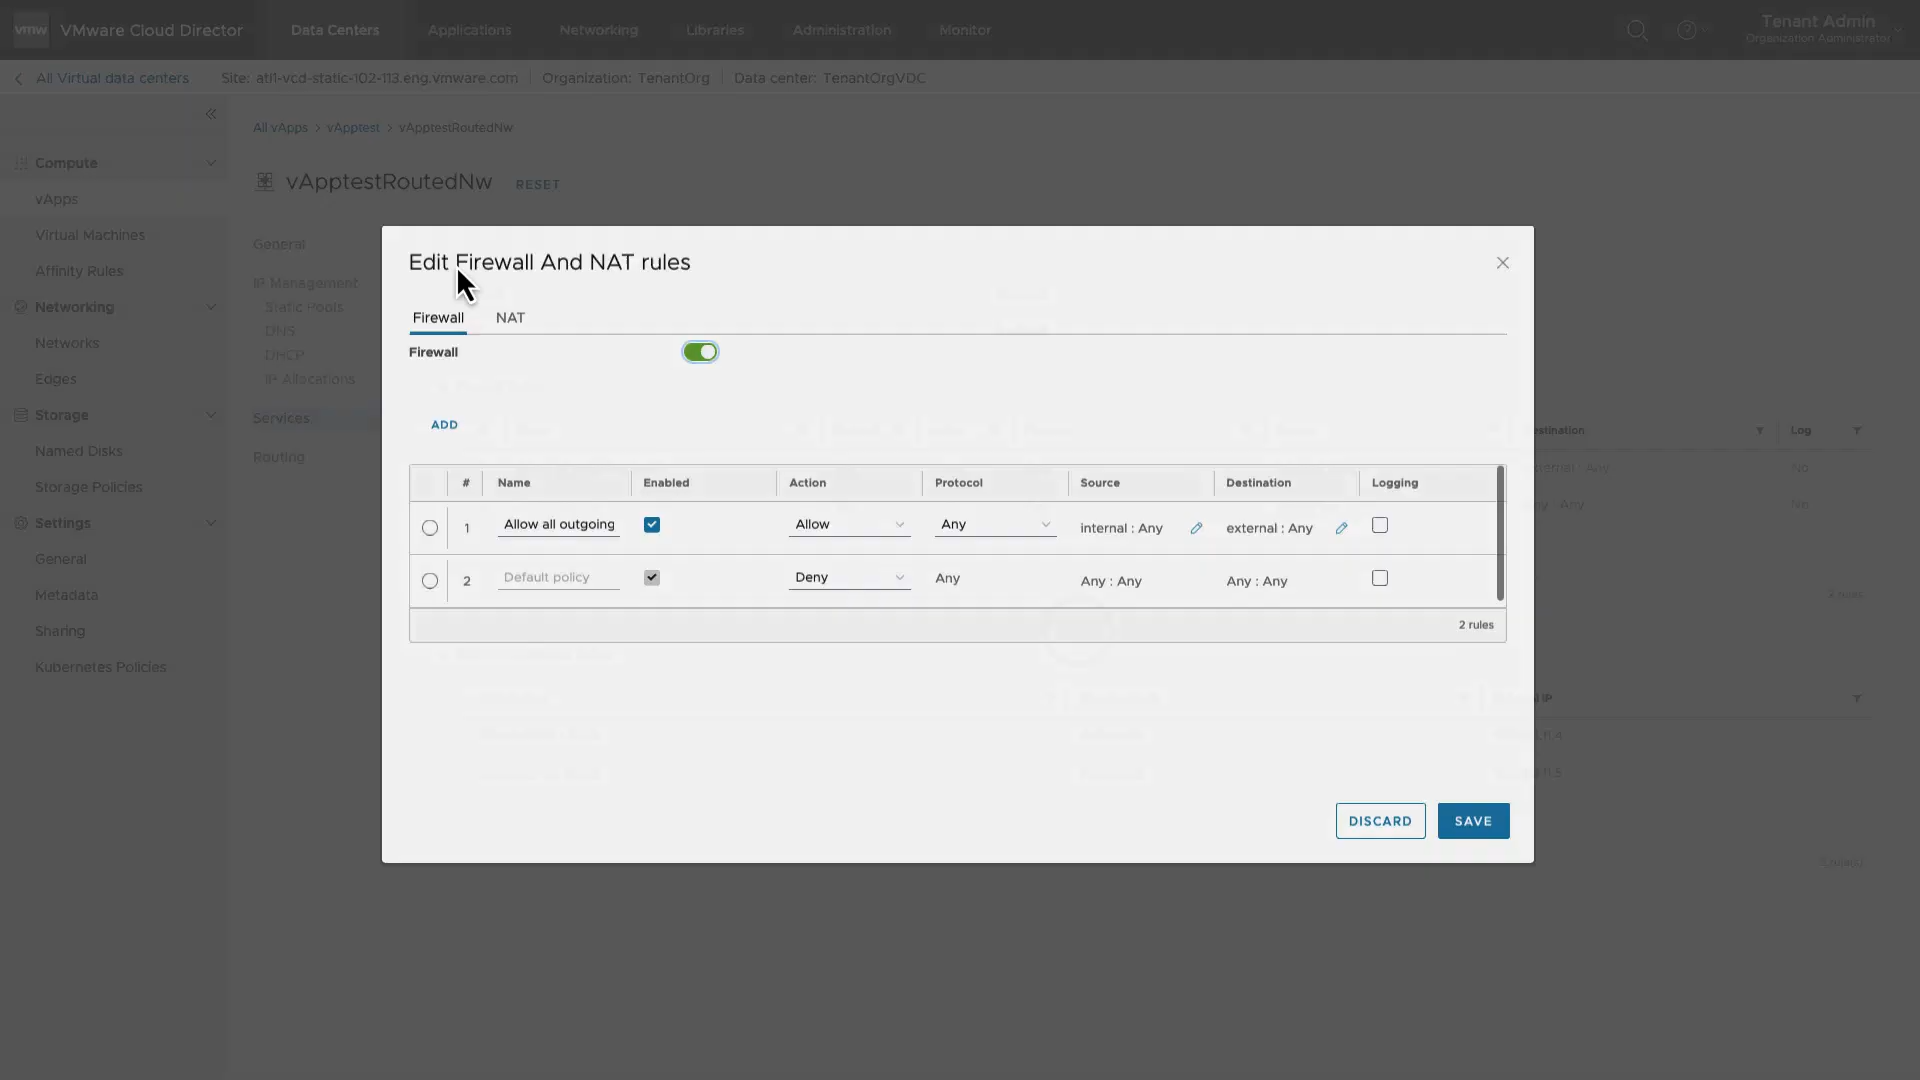 vmw VMware Cloud Director Data Centers Applications Networking Libraries Administration Monitor Tenant Admin
Organization Administrator
All Virtual data centers Site: atl1-vcd-static-102-113.eng.vmware.com Organization: TenantOrg Data center: TenantOrgVDC
All vApps > vApptest > vApptestRoutedNw
Compute
vApps
Virtual Machines
Affinity Rules
Networking
Networks
Edges
Storage
Named Disks
Storage Policies
Settings
General
Metadata
Sharing
Kubernetes Policies
vApptestRoutedNw RESET
General
IP Management
Static Pools
DNS
DHCP
IP Allocations
Services
Routing
Edit Firewall And NAT rules
Firewall NAT
Firewall
ADD
# Name Enabled Action Protocol Source Destination Logging
1 Allow all outgoing Allow Any internal : Any external : Any
2 Default policy Deny Any Any : Any Any : Any
2 rules
DISCARD SAVE
Log
No
No
2 rules